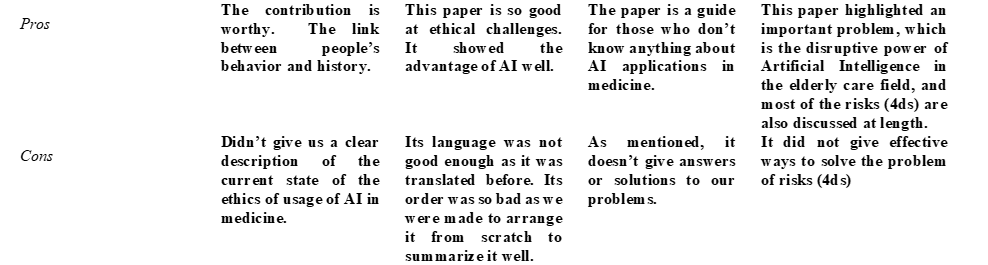 Pros
The contribution is
worthy. The link
between people's
behavior and history.
This paper is so good
at ethical challenges.
It showed the
advantage of AI well.
The paper is a guide
for those who don't
know anything about
AI applications in
medicine.
This paper highlighted an
important problem, which
is the disruptive power of
Artificial Intelligence in
the elderly care field, and
most of the risks (4ds) are
also discussed at length.
Cons
Didn't give us a clear
description of the
current state of the
ethics of usage of AI in
medicine.
Its language was not
good enough as it was
translated before. Its
order was so bad as we
were made to arrange
it from scratch to
summarize it well.
As mentioned, it
doesn't give answers
or solutions to our
problems.
It did not give effective
ways to solve the problem
of risks (4ds)